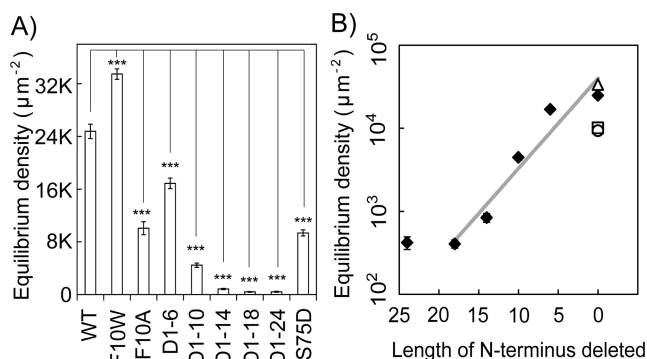 A)
Equilibrium density (μm⁻²)
32K
24K
16K
8K
0
***
***
***
***
***
***
***
***
WT
F10W
F10A
D1-6
D1-10
D1-14
D1-18
D1-24
S75D
B)
Equilibrium density (μm⁻²)
10⁵
10⁴
10³
10²
25 20 15 10 5 0
Length of N-terminus deleted